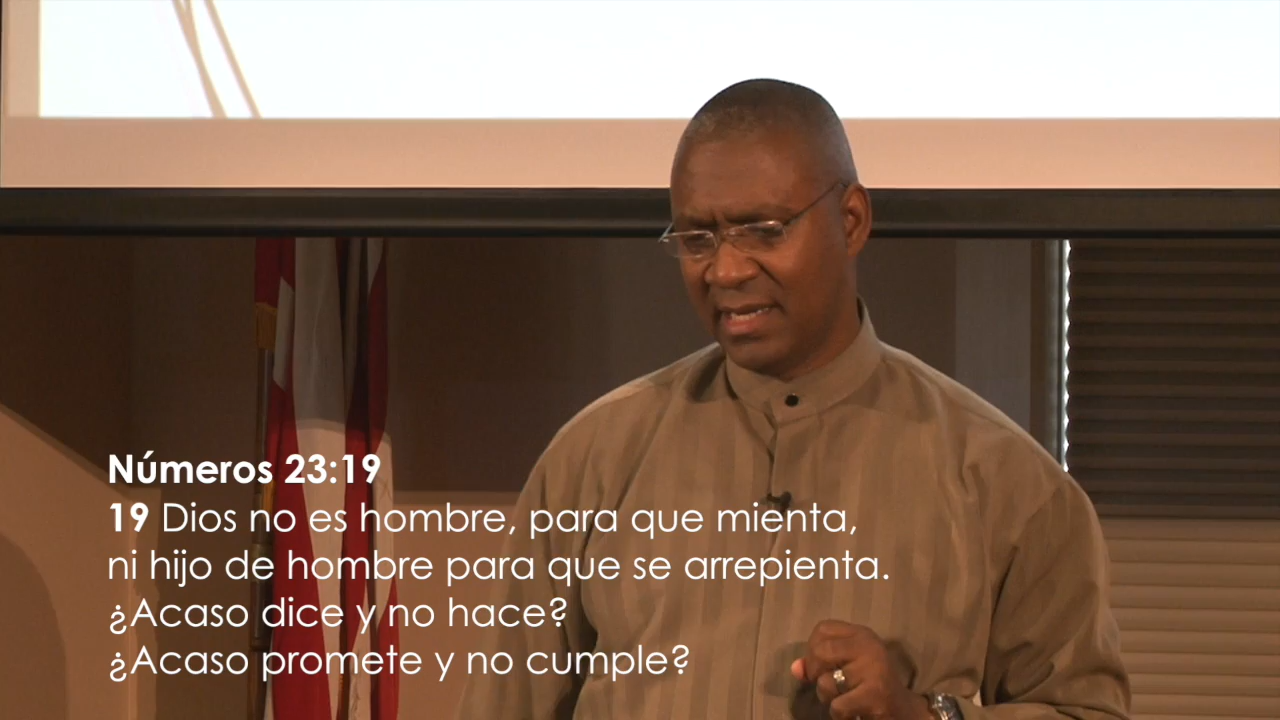 Números 23:19
19 Dios no es hombre, para que mienta,
ni hijo de hombre para que se arrepienta.
¿Acaso dice y no hace?
¿Acaso promete y no cumple?